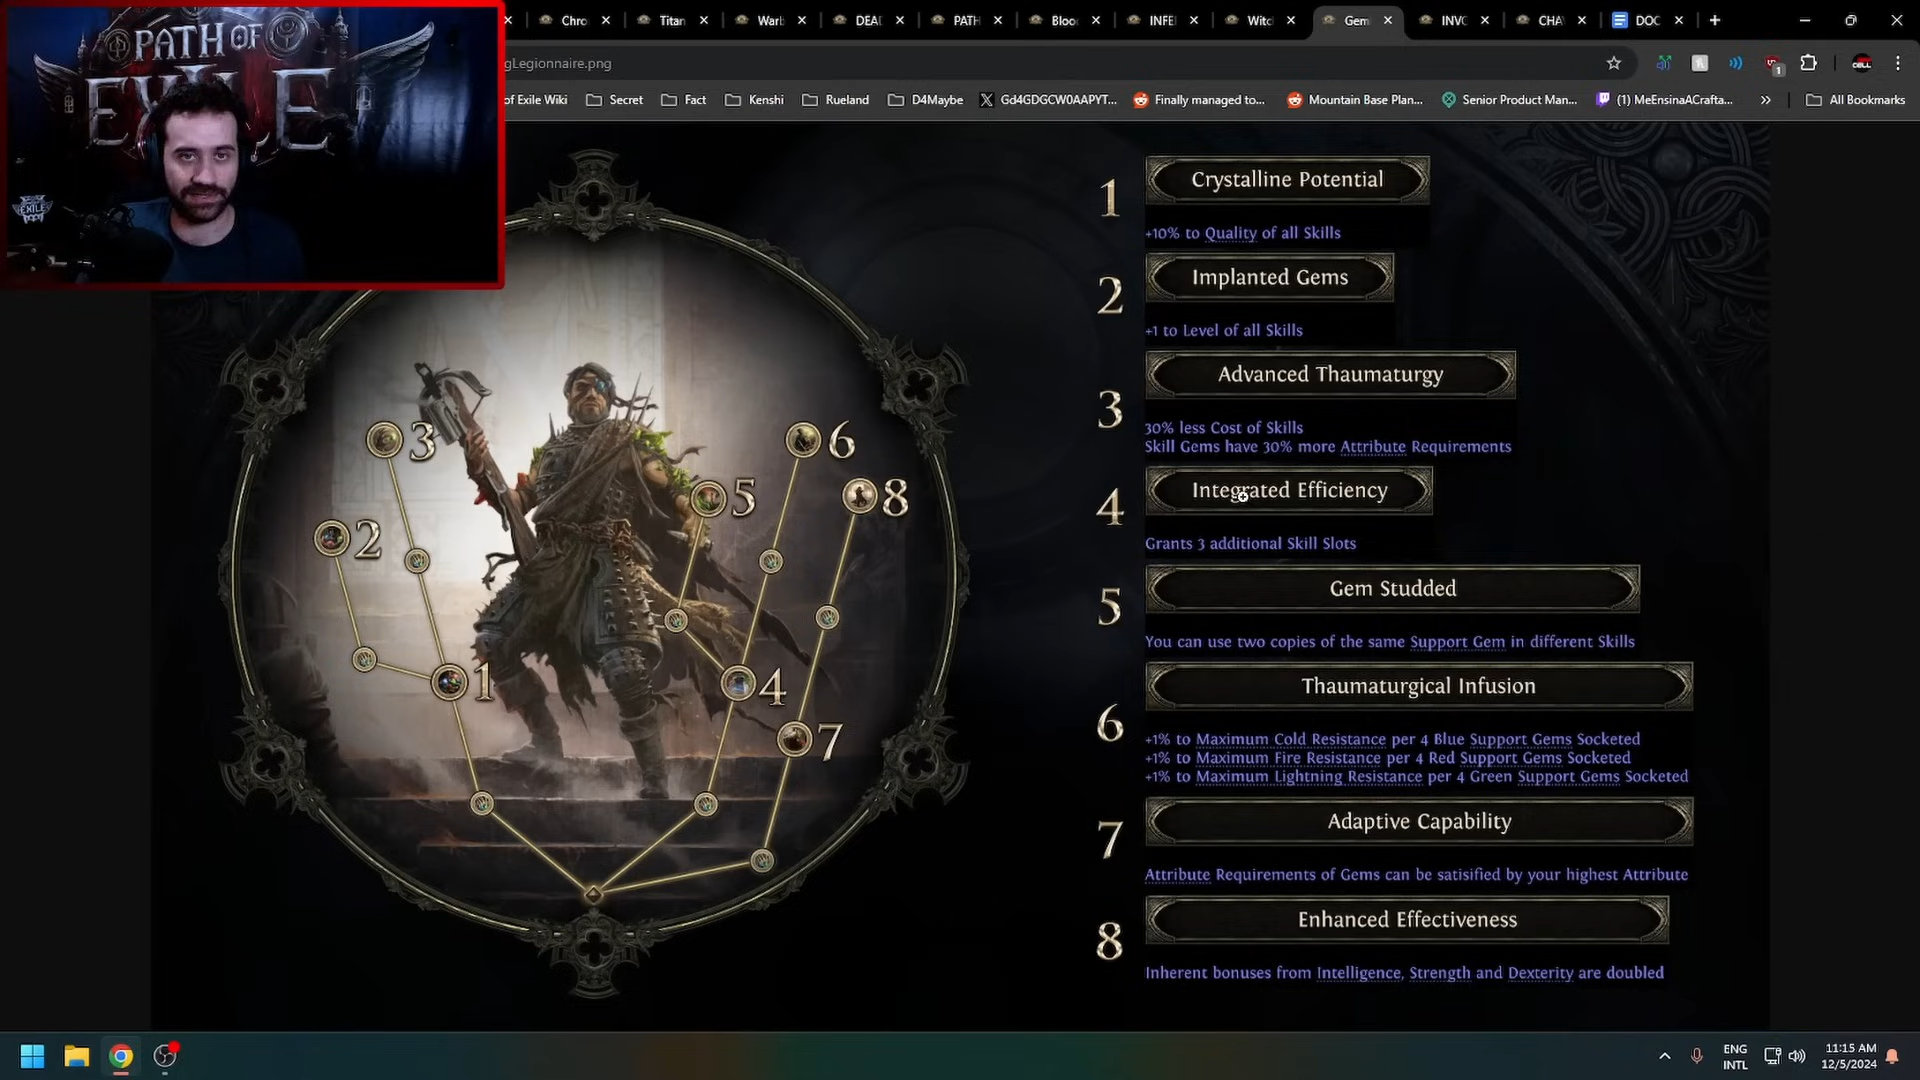 PATH OF
EXILE
EXILE
Chro
Titan
Warb
DEA
PATH
Bloo
INFE
Witc
Gem
INVC
CHA
DOC
gLegionnaire.png
1
CELL
of Exile Wiki
Secret
Fact
Kenshi
Rueland
D4Maybe
Gd4GDGCW0AAPYT...
Finally managed to...
Mountain Base Plan...
Senior Product Man...
(1) MeEnsinaACrafta...
All Bookmarks
1
Crystalline Potential
+10% to Quality of all Skills
2
Implanted Gems
+1 to Level of all Skills
3
Advanced Thaumaturgy
30% less Cost of Skills
Skill Gems have 30% more Attribute Requirements
4
Integrated Efficiency
Grants 3 additional Skill Slots
5
Gem Studded
You can use two copies of the same Support Gem in different Skills
6
Thaumaturgical Infusion
+1% to Maximum Cold Resistance per 4 Blue Support Gems Socketed
+1% to Maximum Fire Resistance per 4 Red Support Gems Socketed
+1% to Maximum Lightning Resistance per 4 Green Support Gems Socketed
7
Adaptive Capability
Attribute Requirements of Gems can be satisified by your highest Attribute
8
Enhanced Effectiveness
Inherent bonuses from Intelligence, Strength and Dexterity are doubled
3
6
5
8
2
1
4
7
ENG
INTL
11:15 AM
12/5/2024